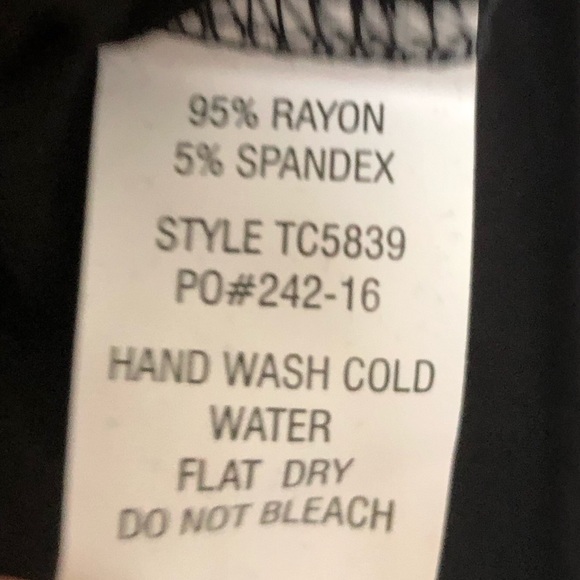 95% RAYON
5% SPANDEX
STYLE TC5839
PO#242-16
HAND WASH COLD
WATER
FLAT DRY
DO NOT BLEACH